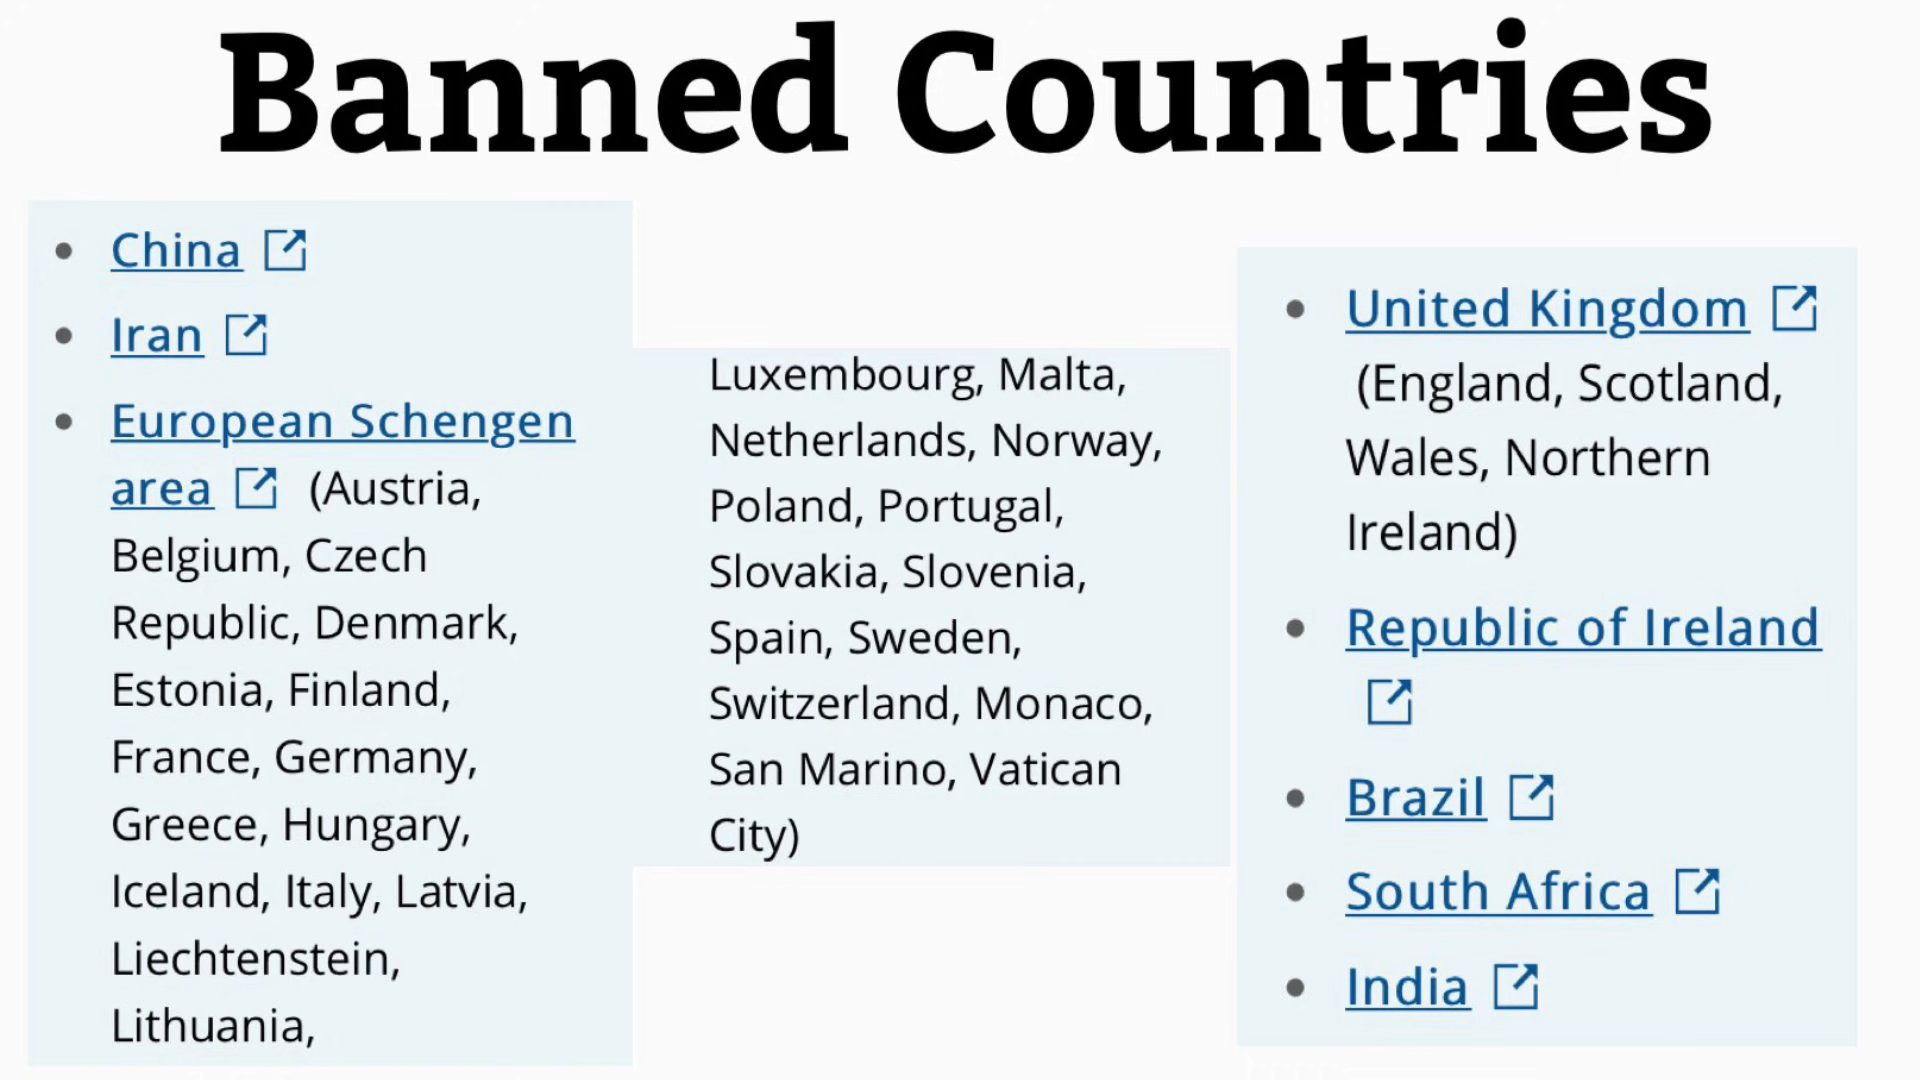 Banned Countries
China
Iran
European Schengen
area (Austria,
Belgium, Czech
Republic, Denmark,
Estonia, Finland,
France, Germany,
Greece, Hungary,
Iceland, Italy, Latvia,
Liechtenstein,
Lithuania,
Luxembourg, Malta,
Netherlands, Norway,
Poland, Portugal,
Slovakia, Slovenia,
Spain, Sweden,
Switzerland, Monaco,
San Marino, Vatican
City)
United Kingdom
(England, Scotland,
Wales, Northern
Ireland)
Republic of Ireland
Brazil
South Africa
India